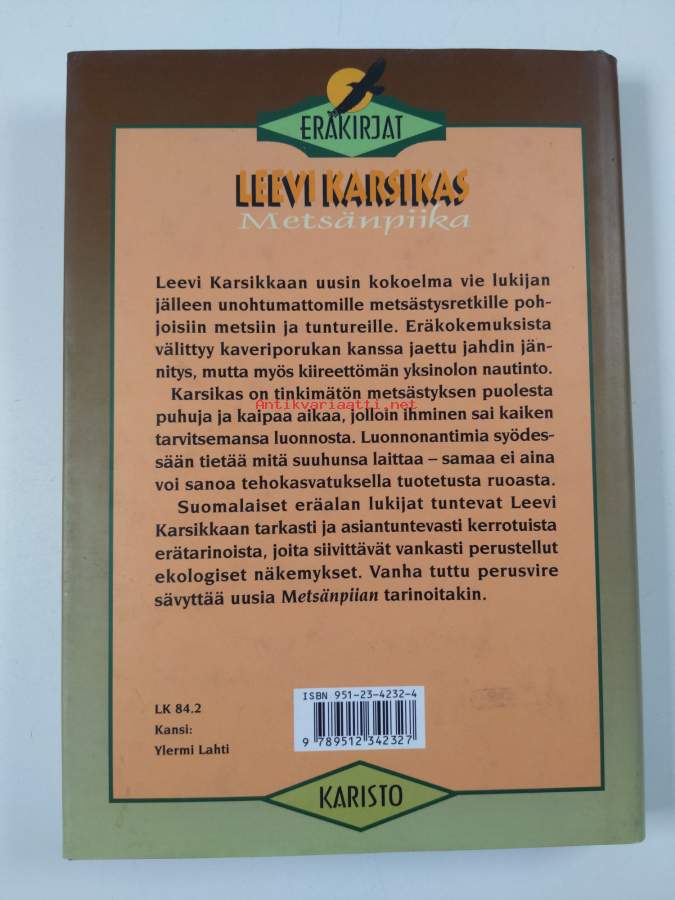 ERÄKIRJAT
LEEVI KARSIKAS
Metsänpiika
Leevi Karsikkaan uusin kokoelma vie lukijan
jälleen unohtumattomille metsästysretkille poh-
joisiin metsiin ja tuntureille. Eräkokemuksista
välittyy kaveriporukan kanssa jaettu jahdin jän-
nitys, mutta myös kiireettömän yksinolon nautinto.
Karsikas on tinkimätön metsästyksen puolesta
puhuja ja kaipaa aikaa, jolloin ihminen sai kaiken
Antikvariaatti.net
tarvitsemansa luonnosta. Luonnonantimia syödes-
sään tietää mitä suuhunsa laittaa – samaa ei aina
voi sanoa tehokasvatuksella tuotetusta ruoasta.
Suomalaiset eräalan lukijat tuntevat Leevi
Karsikkaan tarkasti ja asiantuntevasti kerrotuista
erätarinoista, joita siivittävät vankasti perustellut
ekologiset näkemykset. Vanha tuttu perusvire
sävyttää uusia Metsänpiian tarinoitakin.
LK 84.2
Kansi:
Ylermi Lahti
ISBN 951-23-4232-4
9 789512 342327
KARISTO